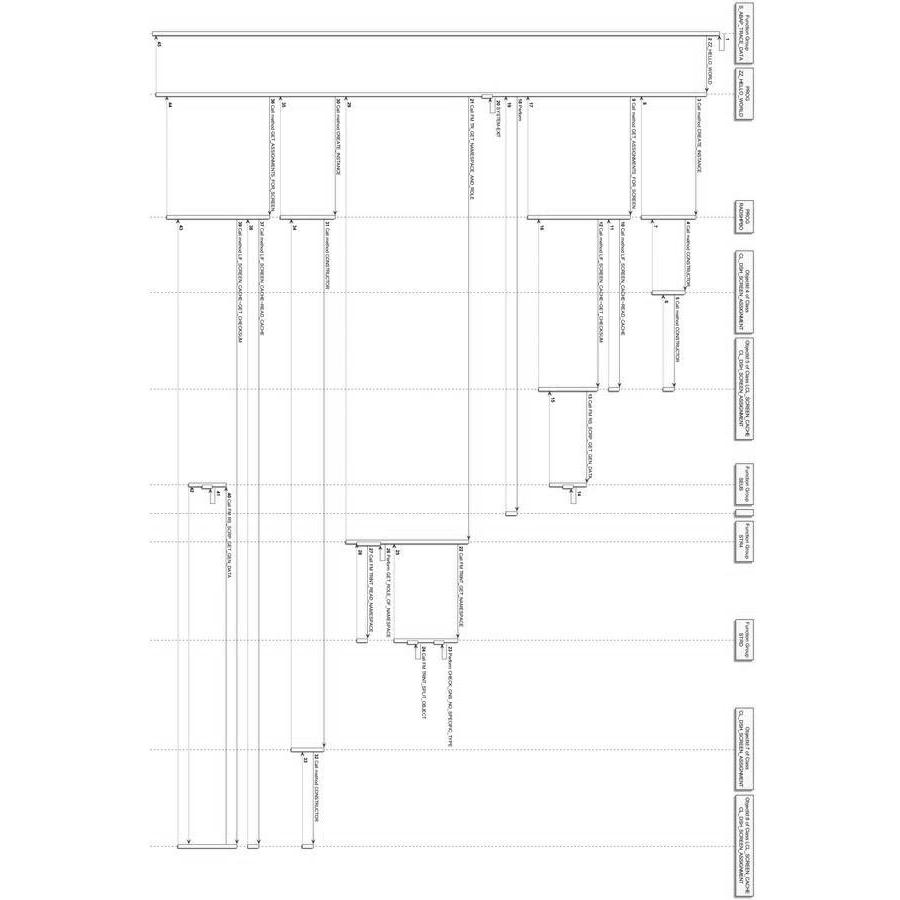 Function Group
S_ABAP_TRACE_DATA
PROG
ZZ_HELLO_WORLD
PROG
RADSHPBO
ObjectId:4 of Class
CL_DSH_SCREEN_ASSIGNMENT
ObjectId:5 of Class LCL_SCREEN_CACHE
CL_DSH_SCREEN_ASSIGNMENT
Function Group
SEUB
Function Group
STR4
Function Group
STRD
ObjectId:7 of Class
CL_DSH_SCREEN_ASSIGNMENT
ObjectId:8 of Class LCL_SCREEN_CACHE
CL_DSH_SCREEN_ASSIGNMENT
1
2 ZZ_HELLO_WORLD
3 Call method CREATE_INSTANCE
4 Call method CONSTRUCTOR
5 Call method CONSTRUCTOR
6
7
8
9 Call method GET_ASSIGNMENTS_FOR_SCREEN
10 Call method LIF_SCREEN_CACHE~READ_CACHE
11
12 Call method LIF_SCREEN_CACHE~GET_CHECKSUM
13 Call FM RS_SCRP_GET_GEN_DATA
14
15
16
17
18 Perform
19
20 SYSTEM-EXIT
21 Call FM TR_GET_NAMESPACE_AND_ROLE
22 Call FM TRINT_GET_NAMESPACE
23 Perform CHECK_GNS_NO_SPECIFIC_TYPE
24 Call FM TRINT_SPLIT_OBJECT
25
26 Perform GET_ROLE_OF_NAMESPACE
27 Call FM TRINT_READ_NAMESPACE
28
29
30 Call method CREATE_INSTANCE
31 Call method CONSTRUCTOR
32 Call method CONSTRUCTOR
33
34
35
36 Call method GET_ASSIGNMENTS_FOR_SCREEN
37 Call method LIF_SCREEN_CACHE~READ_CACHE
38
39 Call method LIF_SCREEN_CACHE~GET_CHECKSUM
40 Call FM RS_SCRP_GET_GEN_DATA
41
42
43
44
45